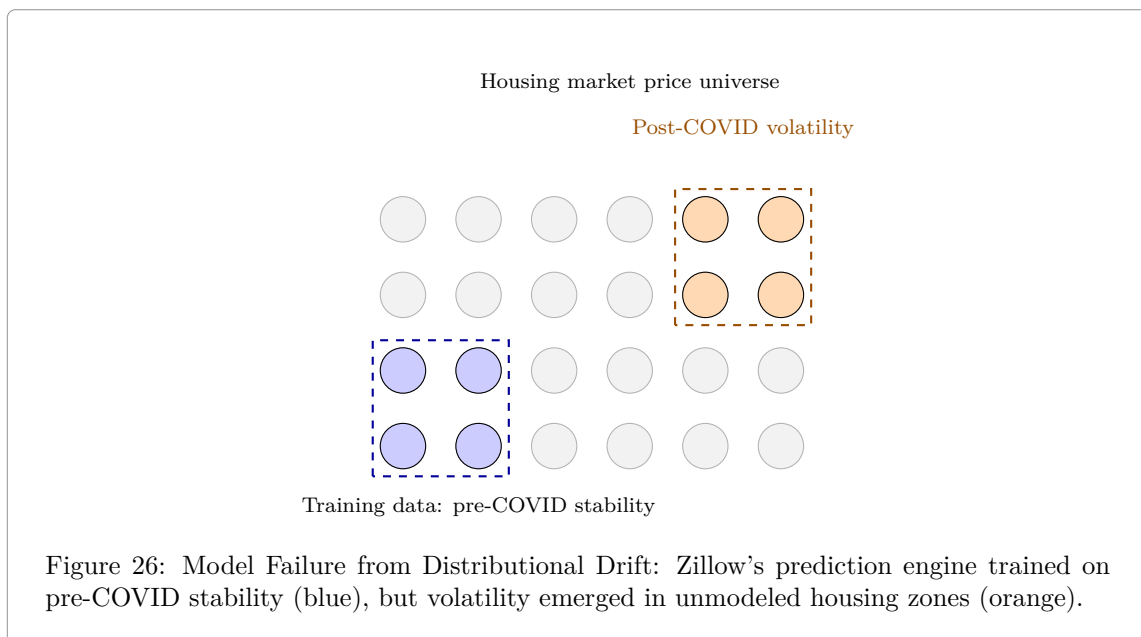 Housing market price universe
Post-COVID volatility
Training data: pre-COVID stability
Figure 26: Model Failure from Distributional Drift: Zillow's prediction engine trained on
pre-COVID stability (blue), but volatility emerged in unmodeled housing zones (orange).